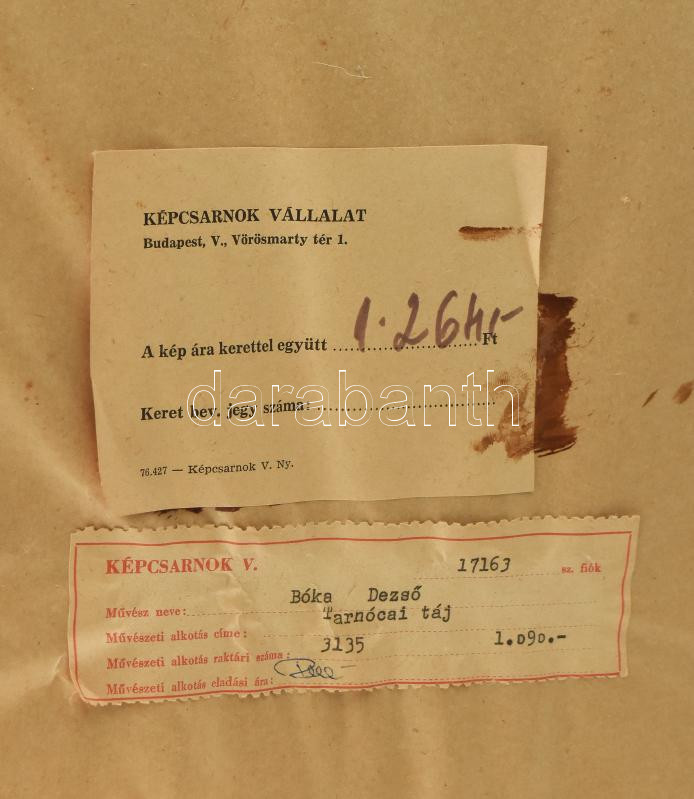 KÉPCSARNOK VÁLLALAT
Budapest, V., Vörösmarty tér 1.
A kép ára kerettel együtt 1.264,- Ft
darabanth
Keret bev. jegy száma:
76.427 — Képcsarnok V. Ny.
KÉPCSARNOK V. 17163 sz. fiók
Művész neve: Bóka Dezső
Művészeti alkotás címe: Tarnócai táj
Művészeti alkotás raktári száma: 3135 1.090.-
Művészeti alkotás eladási ára: